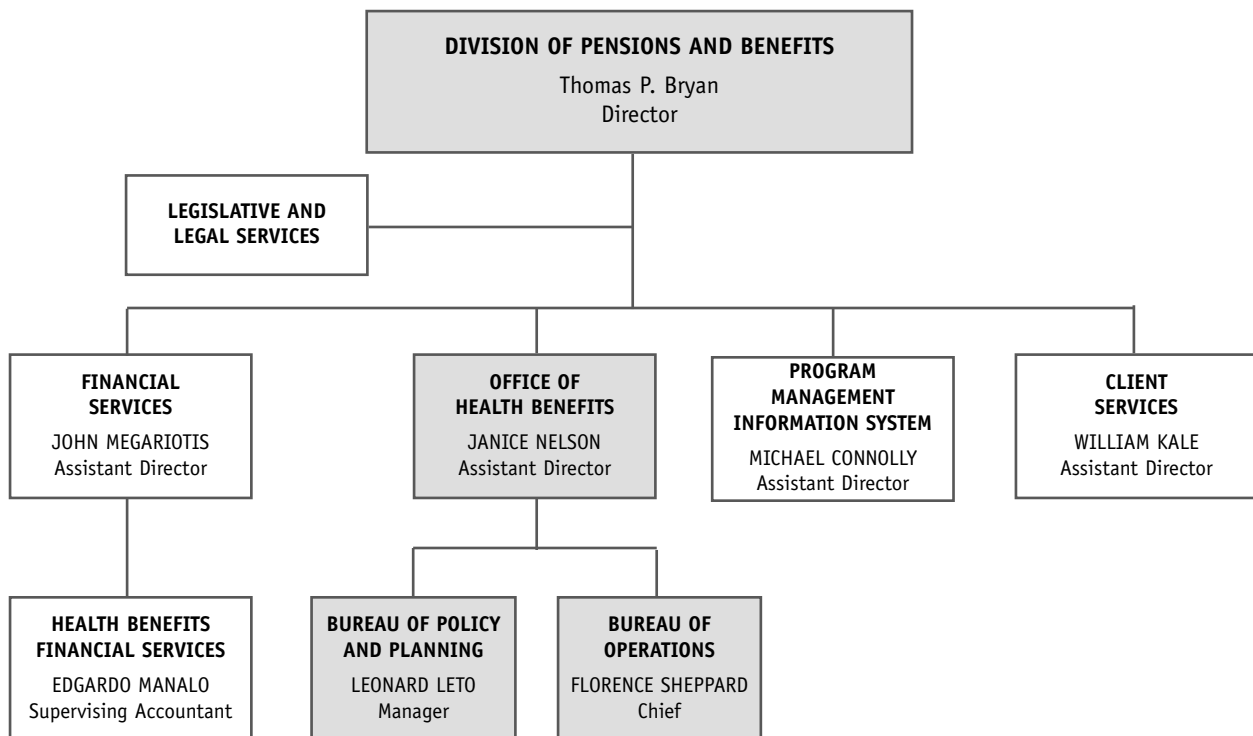 DIVISION OF PENSIONS AND BENEFITS
Thomas P. Bryan
Director
LEGISLATIVE AND
LEGAL SERVICES
FINANCIAL
SERVICES
JOHN MEGARIOTIS
Assistant Director
OFFICE OF
HEALTH BENEFITS
JANICE NELSON
Assistant Director
PROGRAM
MANAGEMENT
INFORMATION SYSTEM
MICHAEL CONNOLLY
Assistant Director
CLIENT
SERVICES
WILLIAM KALE
Assistant Director
HEALTH BENEFITS
FINANCIAL SERVICES
EDGARDO MANALO
Supervising Accountant
BUREAU OF POLICY
AND PLANNING
LEONARD LETO
Manager
BUREAU OF
OPERATIONS
FLORENCE SHEPPARD
Chief